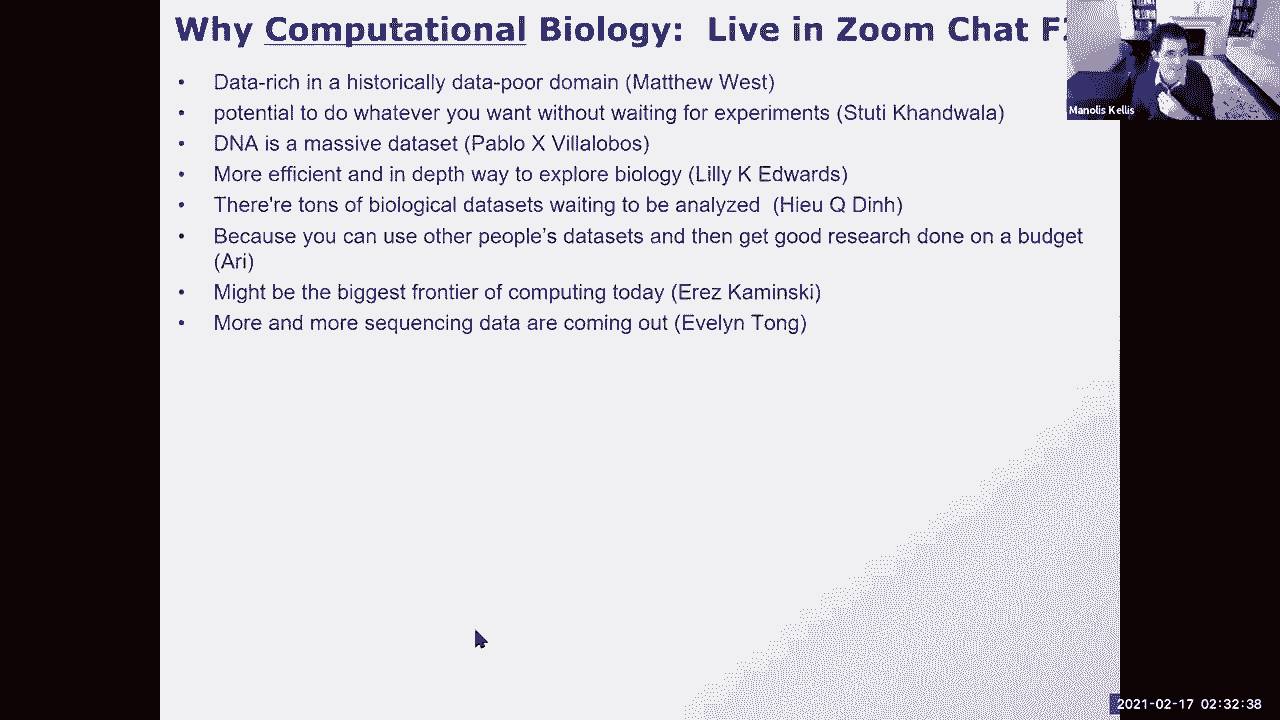 Why Computational Biology: Live in Zoom Chat
Manolis Kellis
• Data-rich in a historically data-poor domain (Matthew West)
• potential to do whatever you want without waiting for experiments (Stuti Khandwala)
• DNA is a massive dataset (Pablo X Villalobos)
• More efficient and in depth way to explore biology (Lilly K Edwards)
• There're tons of biological datasets waiting to be analyzed (Hieu Q Dinh)
• Because you can use other people’s datasets and then get good research done on a budget
(Ari)
• Might be the biggest frontier of computing today (Erez Kaminski)
• More and more sequencing data are coming out (Evelyn Tong)
2021-02-17 02:32:38